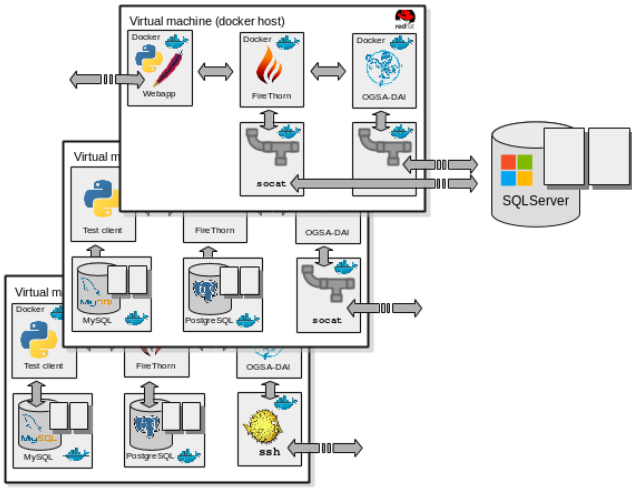 Virtual machine (docker host)
redhat
Docker
Docker
Webapp
FireThorn
OGSA-DAI
socat
SQLServer
Virtual m
Test client
FireThorn
OGSA-DAI
MySQL
MySQL
PostgreSQL
socat
Virtual m
Docker
Test client
FireThorn
OGSA-DAI
MySQL
MySQL
PostgreSQL
ssh